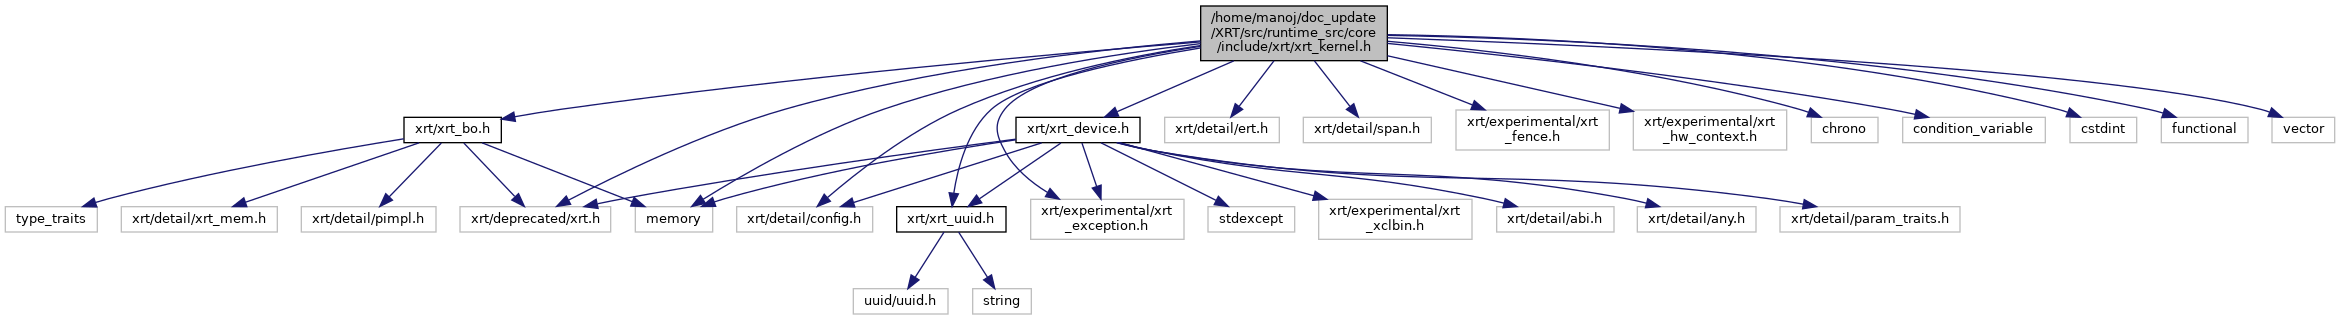 /home/manoj/doc_update
/XRT/src/runtime_src/core
/include/xrt/xrt_kernel.h
xrt/xrt_bo.h
xrt/xrt_device.h
xrt/detail/ert.h
xrt/detail/span.h
xrt/experimental/xrt
_fence.h
xrt/experimental/xrt
_hw_context.h
chrono
condition_variable
cstdint
functional
vector
type_traits
xrt/detail/xrt_mem.h
xrt/detail/pimpl.h
xrt/deprecated/xrt.h
memory
xrt/detail/config.h
xrt/xrt_uuid.h
xrt/experimental/xrt
_exception.h
stdexcept
xrt/experimental/xrt
_xclbin.h
xrt/detail/abi.h
xrt/detail/any.h
xrt/detail/param_traits.h
uuid/uuid.h
string